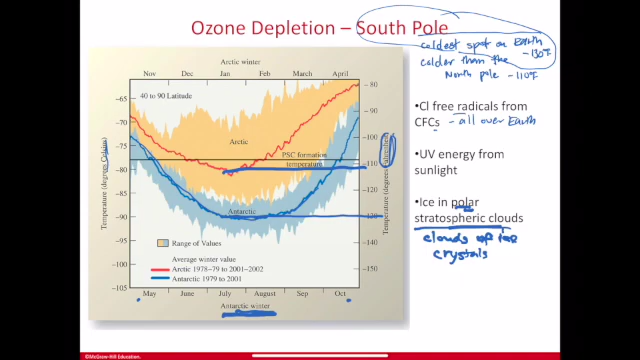 Ozone Depletion – South Pole
coldest spot on Earth
-130°F
colder than the
North pole -110°F
Arctic winter
Nov Dec Jan Feb March April
40 to 90 Latitude
Arctic
PSC formation
temperature
Antarctic
Range of Values
Average winter value
Arctic 1978–79 to 2001–2002
Antarctic 1979 to 2001
-65
-70
-75
-80
-85
-90
-95
-100
-105
Temperature (degrees Celsius)
-80
-90
-100
-110
-120
-130
-140
-150
Temperature (degrees Fahrenheit)
May June July August Sept Oct
Antarctic winter
•Cl free radicals from
CFCs - all over Earth
•UV energy from
sunlight
•Ice in polar
stratospheric clouds
clouds of ice
crystals
©McGraw-Hill Education.